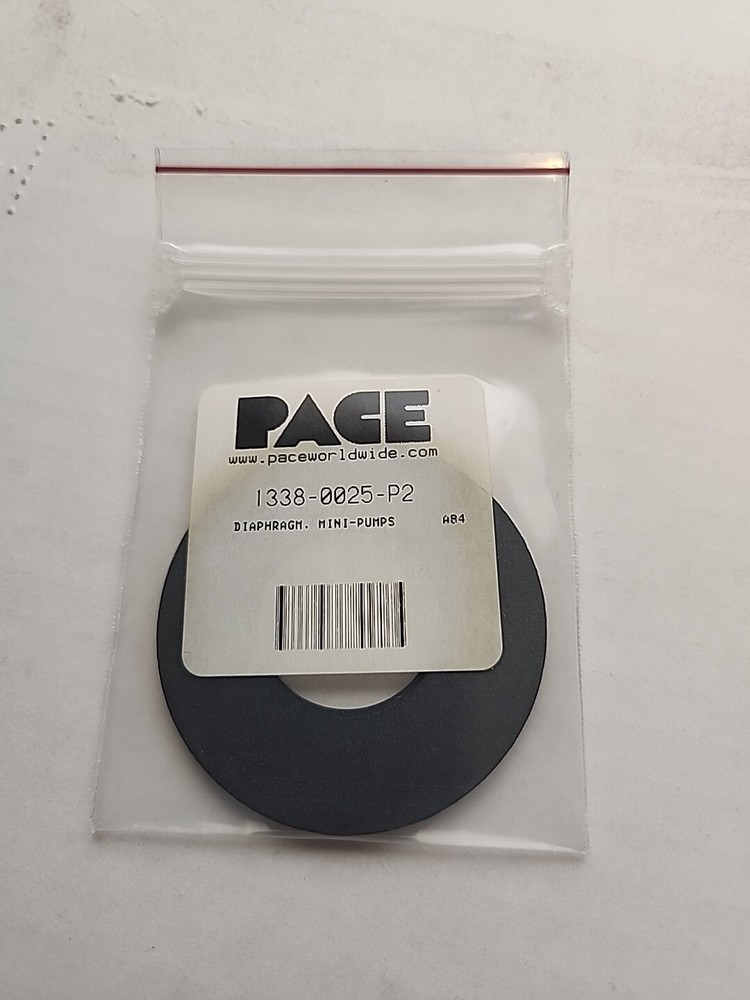 PACE
www.paceworldwide.com
1338-0025-P2
DIAPHRAGM. MINI-PUMPS A84